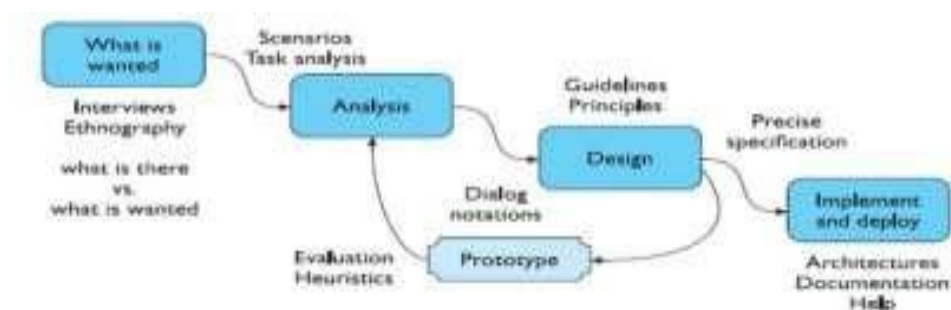 What is
wanted
Interviews
Ethnography
what is there
vs.
what is wanted
Scenarios
Task analysis
Analysis
Guidelines
Principles
Design
Dialog
notations
Prototype
Evaluation
Heuristics
Precise
specification
Implement
and deploy
Architectures
Documentation
Help